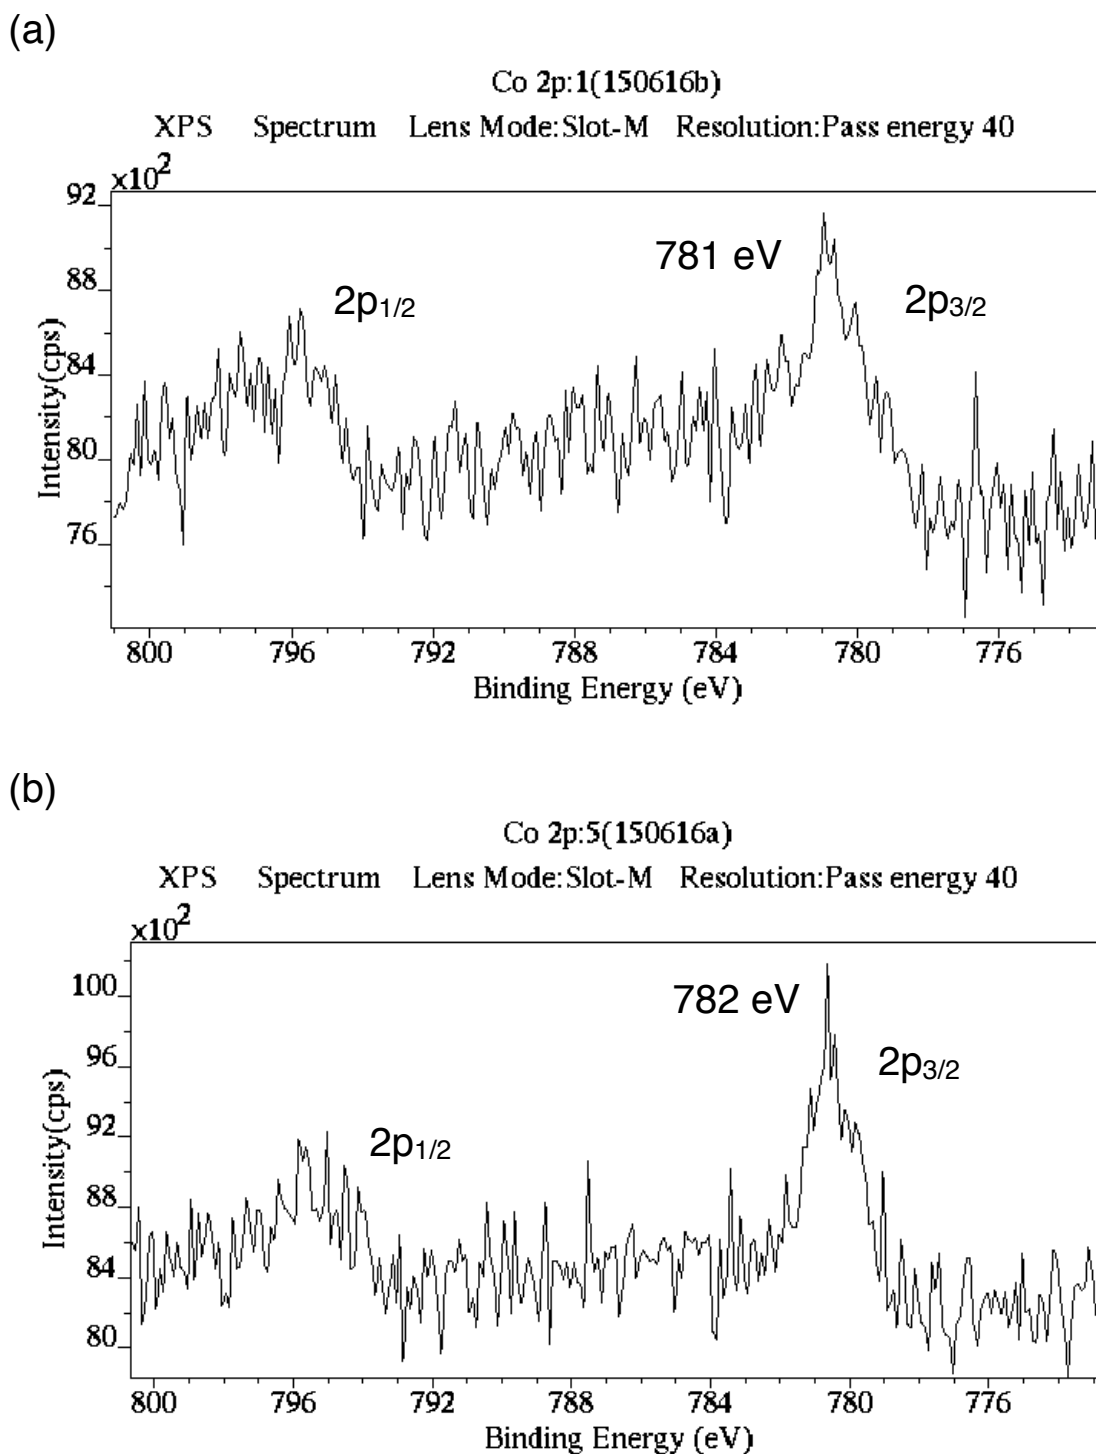 (a)
Co 2p:1(150616b)
XPS Spectrum Lens Mode:Slot-M Resolution:Pass energy 40
x10²
92
88
84
80
76
Intensity(cps)
781 eV
2p1/2
2p3/2
800 796 792 788 784 780 776
Binding Energy (eV)
(b)
Co 2p:5(150616a)
XPS Spectrum Lens Mode:Slot-M Resolution:Pass energy 40
x10²
100
96
92
88
84
80
Intensity(cps)
782 eV
2p3/2
2p1/2
800 796 792 788 784 780 776
Binding Energy (eV)